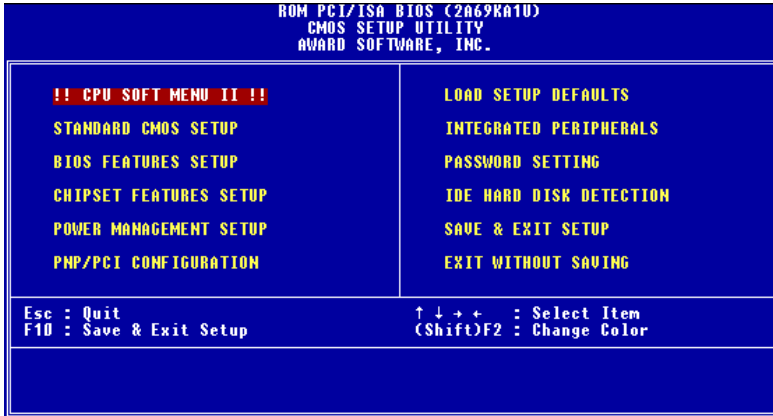 ROM PCI/ISA BIOS (2A69KA1U)
CMOS SETUP UTILITY
AWARD SOFTWARE, INC.
!! CPU SOFT MENU II !!
STANDARD CMOS SETUP
BIOS FEATURES SETUP
CHIPSET FEATURES SETUP
POWER MANAGEMENT SETUP
PNP/PCI CONFIGURATION
LOAD SETUP DEFAULTS
INTEGRATED PERIPHERALS
PASSWORD SETTING
IDE HARD DISK DETECTION
SAVE & EXIT SETUP
EXIT WITHOUT SAVING
Esc : Quit
F10 : Save & Exit Setup
↑ ↓ → ← : Select Item
(Shift)F2 : Change Color